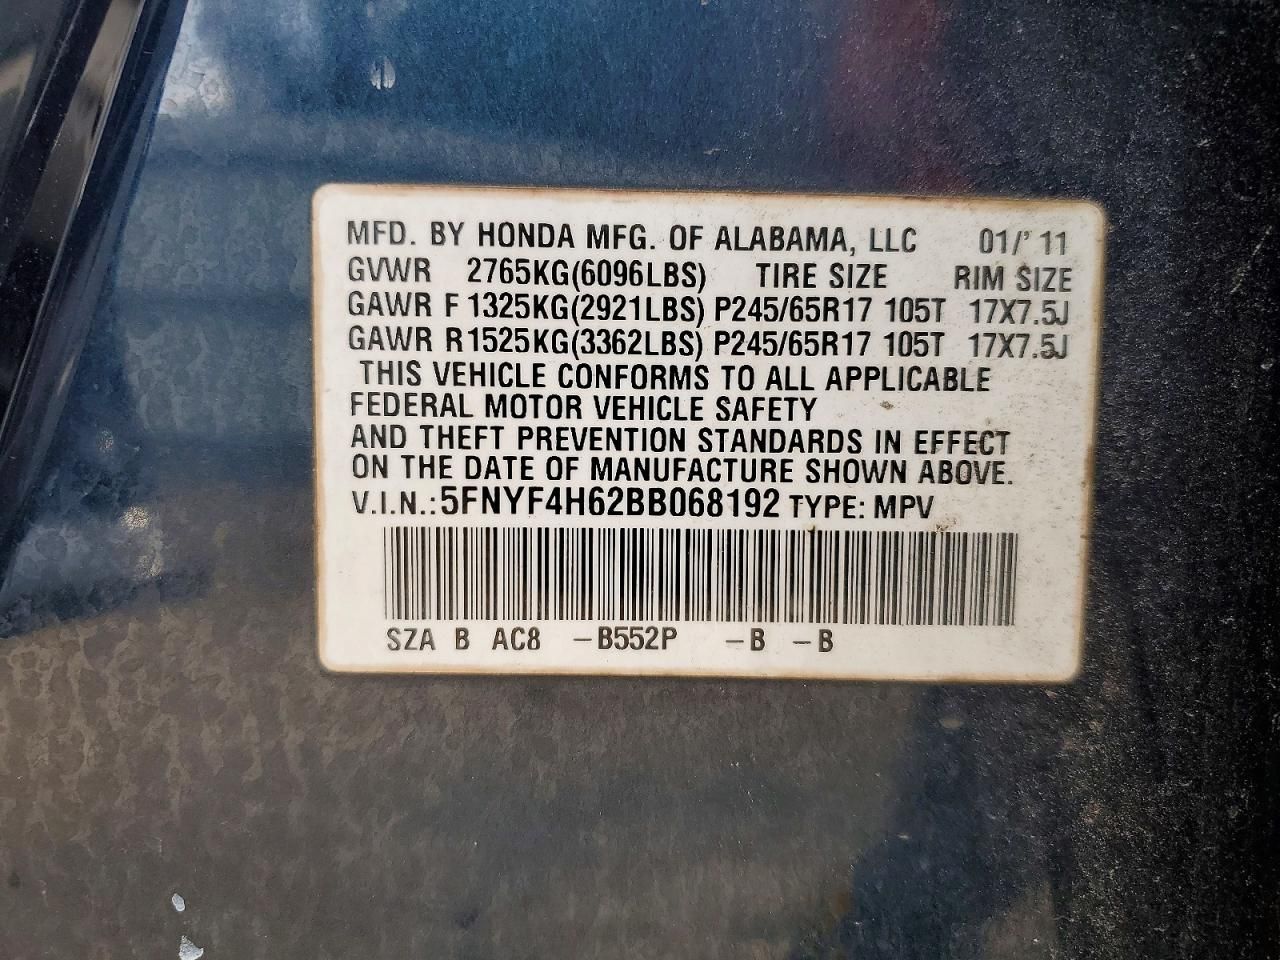 MFD. BY HONDA MFG. OF ALABAMA, LLC 01/' 11
GVWR 2765KG(6096LBS) TIRE SIZE RIM SIZE
GAWR F 1325KG(2921LBS) P245/65R17 105T 17X7.5J
GAWR R1525KG(3362LBS) P245/65R17 105T 17X7.5J
THIS VEHICLE CONFORMS TO ALL APPLICABLE
FEDERAL MOTOR VEHICLE SAFETY
AND THEFT PREVENTION STANDARDS IN EFFECT
ON THE DATE OF MANUFACTURE SHOWN ABOVE.
V.I.N.:5FNYF4H62BB068192 TYPE: MPV
SZA B AC8 -B552P -B -B